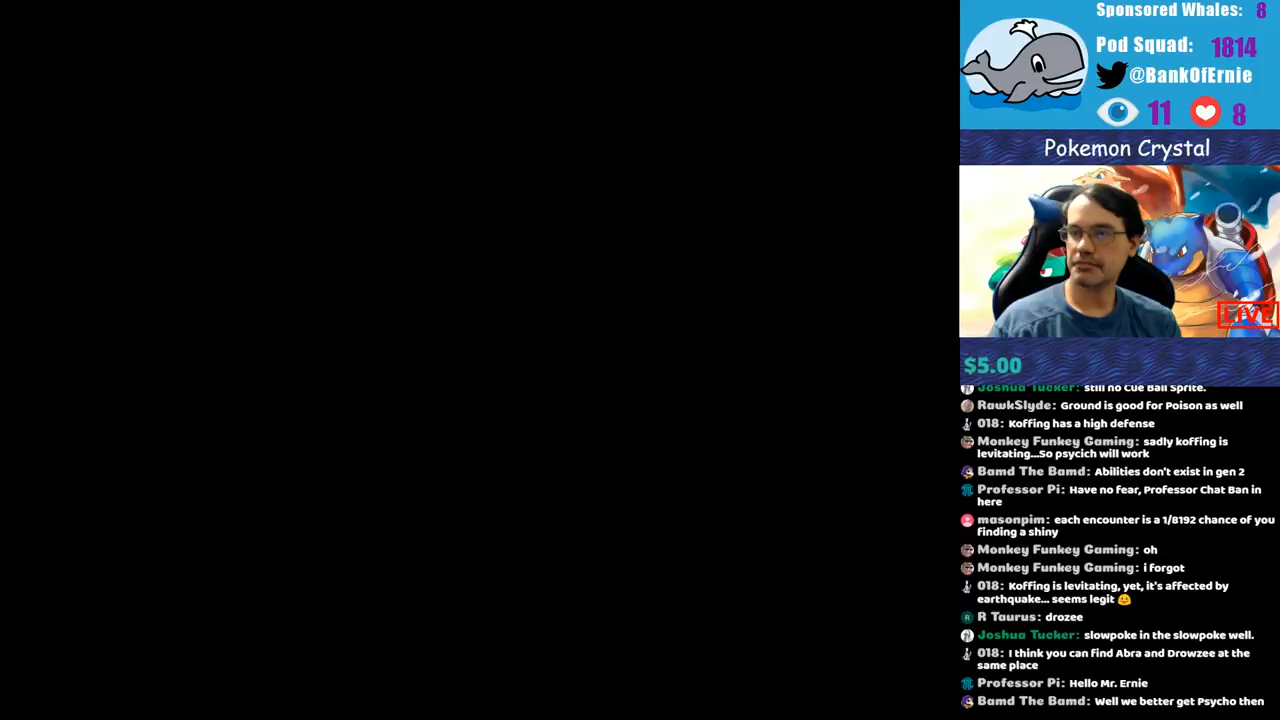 Sponsored Whales: 8
Pod Squad: 1814
@BankOfErnie
11 8
Pokemon Crystal
LIVE
$5.00
Joshua Tucker: still no Cue Ball Sprite.
RawkSlyde: Ground is good for Poison as well
018: Koffing has a high defense
Monkey Funkey Gaming: sadly koffing is
levitating...So psycich will work
Bamd The Bamd: Abilities don't exist in gen 2
Professor Pi: Have no fear, Professor Chat Ban in
here
masonpim: each encounter is a 1/8192 chance of you
finding a shiny
Monkey Funkey Gaming: oh
Monkey Funkey Gaming: i forgot
018: Koffing is levitating, yet, it's affected by
earthquake... seems legit
R Taurus: drozee
Joshua Tucker: slowpoke in the slowpoke well.
018: I think you can find Abra and Drowzee at the
same place
Professor Pi: Hello Mr. Ernie
Bamd The Bamd: Well we better get Psycho then